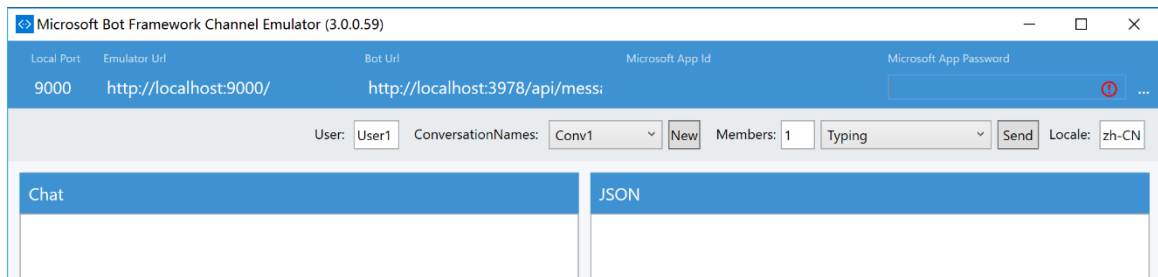 Microsoft Bot Framework Channel Emulator (3.0.0.59)
Local Port Emulator Url Bot Url Microsoft App Id Microsoft App Password
9000 http://localhost:9000/ http://localhost:3978/api/messa
...
User: User1 ConversationNames: Conv1 New Members: 1 Typing Send Locale: zh-CN
Chat JSON